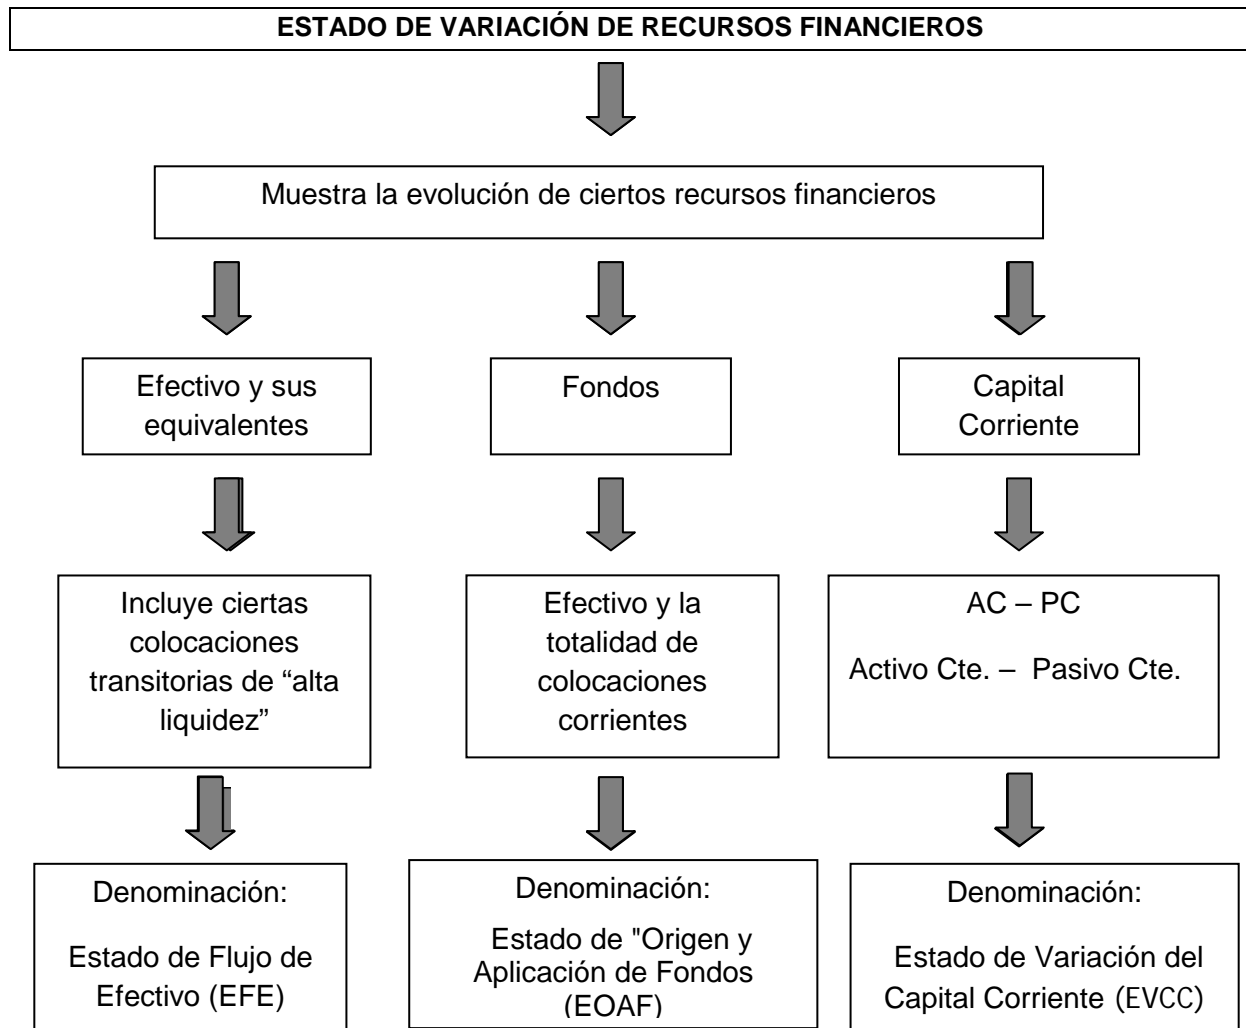 ESTADO DE VARIACIÓN DE RECURSOS FINANCIEROS
Muestra la evolución de ciertos recursos financieros
Efectivo y sus
equivalentes
Fondos
Capital
Corriente
Incluye ciertas
colocaciones
transitorias de “alta
liquidez”
Efectivo y la
totalidad de
colocaciones
corrientes
AC – PC
Activo Cte. – Pasivo Cte.
Denominación:
Estado de Flujo de
Efectivo (EFE)
Denominación:
Estado de "Origen y
Aplicación de Fondos
(EOAF)
Denominación:
Estado de Variación del
Capital Corriente (EVCC)